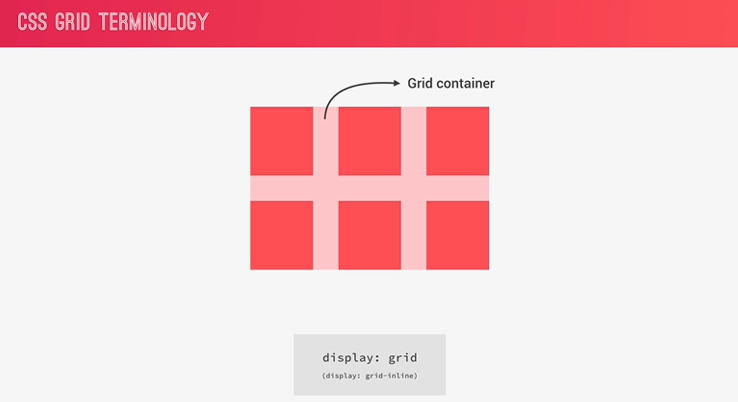 CSS GRID TERMINOLOGY
Grid container
display: grid
(display: grid-inline)